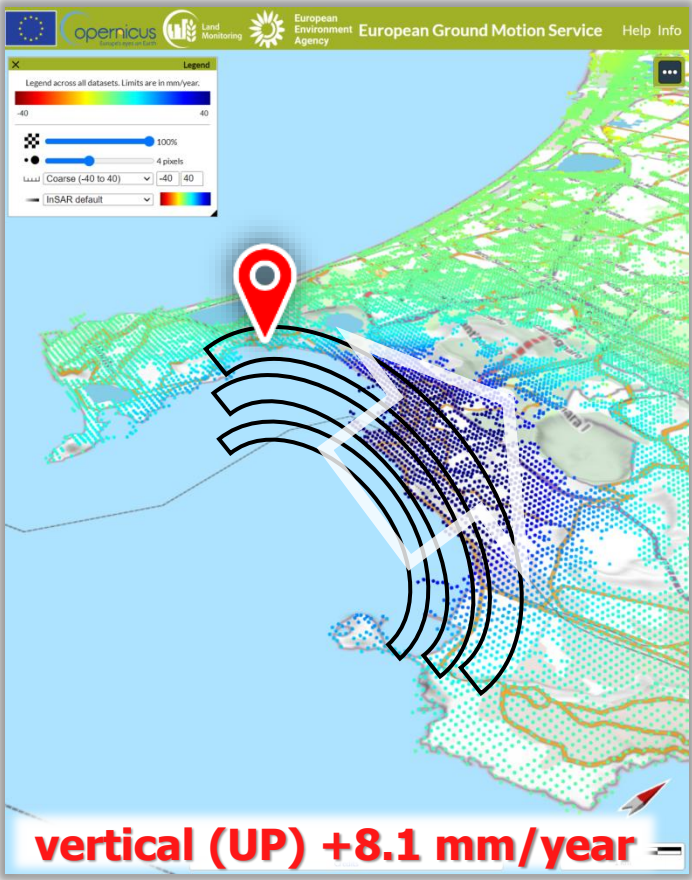 opernicus
Europe's eyes on Earth
Land
Monitoring
European
Environment
Agency
European Ground Motion Service
Help Info
Legend
Legend across all datasets. Limits are in mm/year.
-40 40
100%
4 pixels
Coarse (-40 to 40) -40 40
InSAR default
vertical (UP) +8.1 mm/year